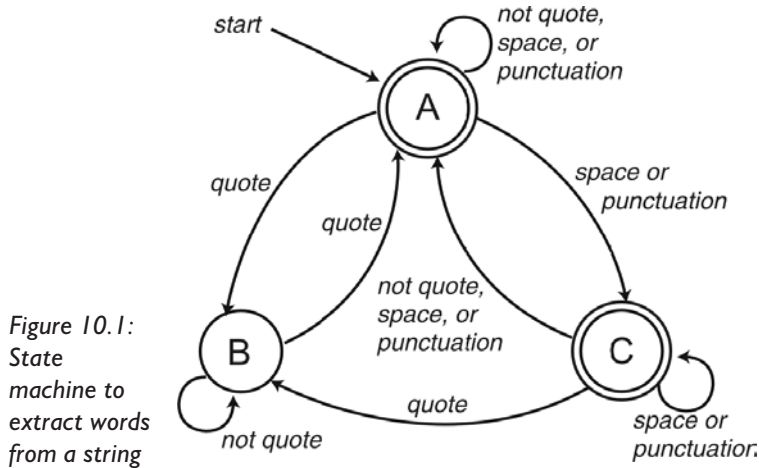 not quote,
space, or
punctuation
start
A
space or
punctuation
quote
quote
not quote,
space, or
punctuation
Figure 10.1:
State
machine to
extract words
from a string
B
C
quote
not quote
space or
punctuation.